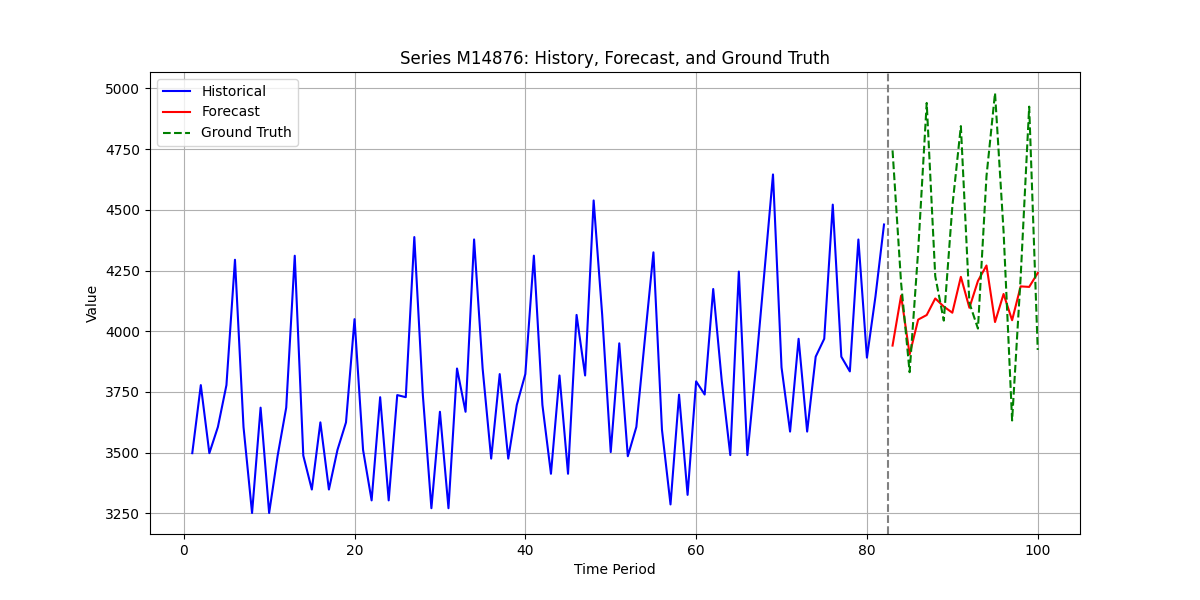 Series M14876: History, Forecast, and Ground Truth
Historical
Forecast
Ground Truth
5000
4750
4500
4250
4000
3750
3500
3250
Value
0 20 40 60 80 100
Time Period